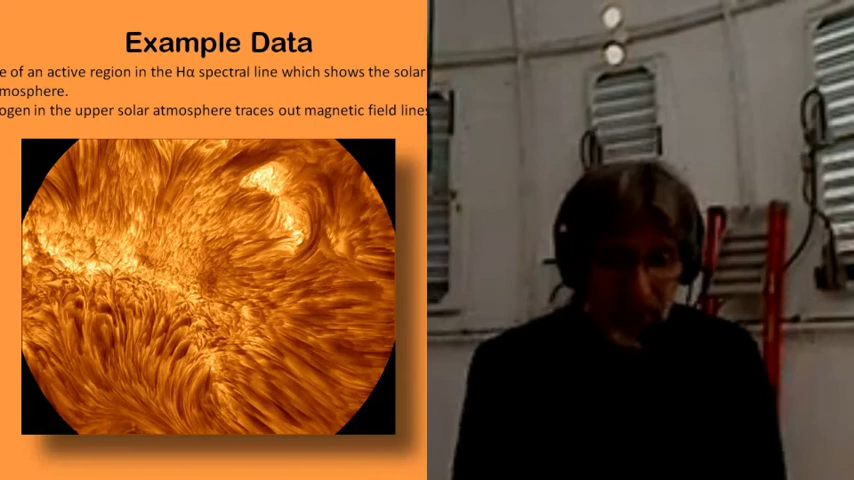 Example Data
e of an active region in the Hα spectral line which shows the solar
mosphere.
ogen in the upper solar atmosphere traces out magnetic field lines